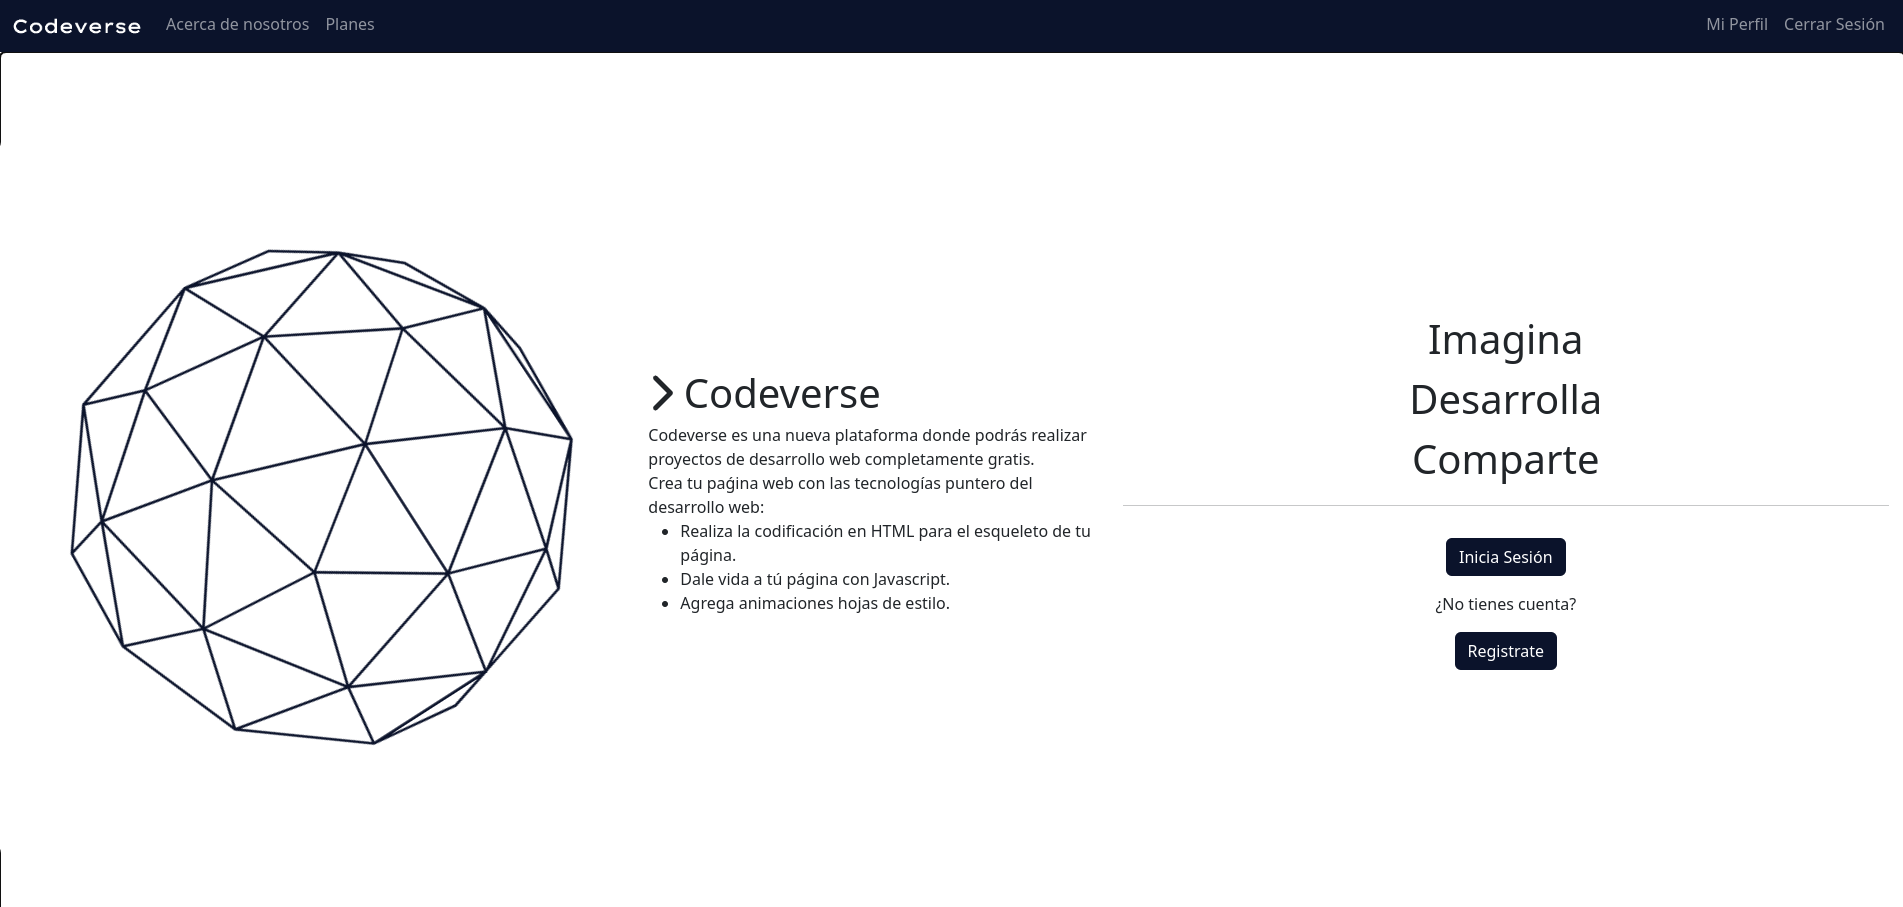 Codeverse Acerca de nosotros Planes Mi Perfil Cerrar Sesión
Codeverse
Codeverse es una nueva plataforma donde podrás realizar
proyectos de desarrollo web completamente gratis.
Crea tu paǵina web con las tecnologías puntero del
desarrollo web:
• Realiza la codificación en HTML para el esqueleto de tu
página.
• Dale vida a tú página con Javascript.
• Agrega animaciones hojas de estilo.
Imagina
Desarrolla
Comparte
Inicia Sesión
¿No tienes cuenta?
Registrate